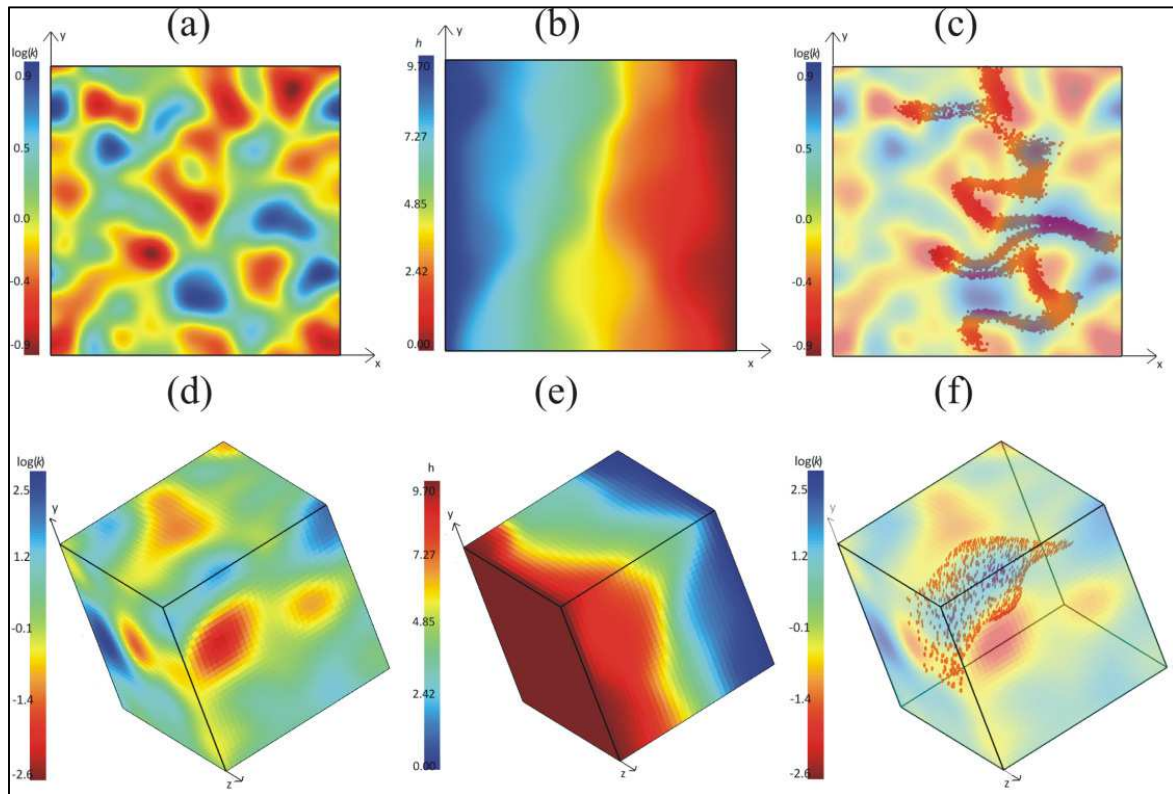 (a)
(b)
(c)
y
log(k)
0.9
0.5
0.0
-0.4
-0.9
x
y
h
9.70
7.27
4.85
2.42
0.00
x
y
log(k)
0.9
0.5
0.0
-0.4
-0.9
x
(d)
(e)
(f)
log(k)
2.5
1.2
-0.1
-1.4
-2.6
y
z
h
9.70
7.27
4.85
2.42
0.00
y
z
log(k)
2.5
1.2
-0.1
-1.4
-2.6
y
z